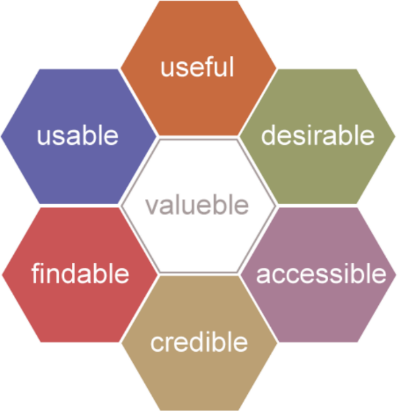 useful
usable
desirable
valueble
findable
accessible
credible